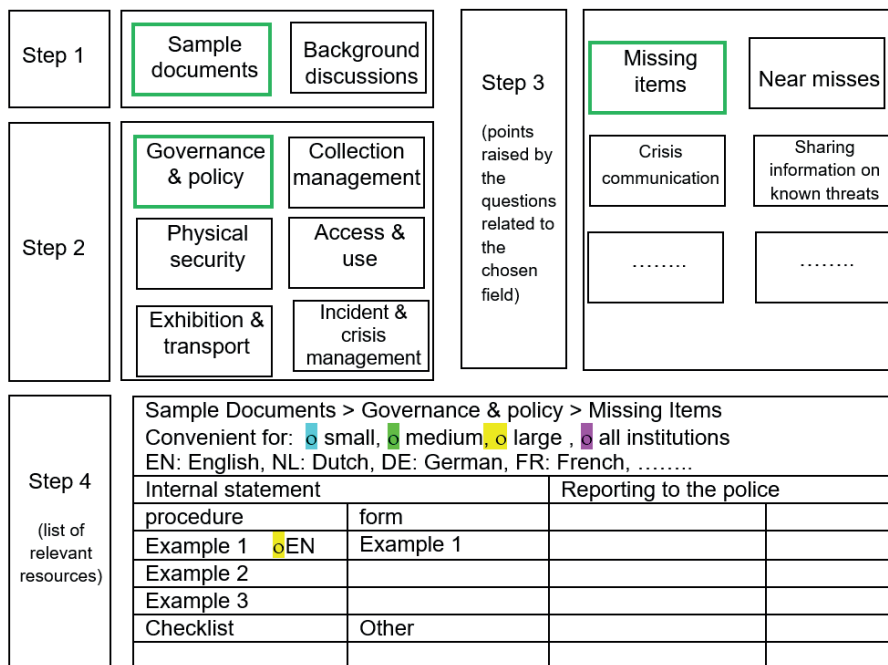 Step 1
Sample
documents
Background
discussions
Step 2
Governance
& policy
Collection
management
Physical
security
Access &
use
Exhibition &
transport
Incident &
crisis
management
Step 3
(points
raised by
the
questions
related to
the
chosen
field)
Missing
items
Near misses
Crisis
communication
Sharing
information on
known threats
……..
……..
Step 4
(list of
relevant
resources)
Sample Documents > Governance & policy > Missing Items
Convenient for: o small, o medium, o large , o all institutions
EN: English, NL: Dutch, DE: German, FR: French, ……..
Internal statement
Reporting to the police
procedure
form
Example 1 oEN
Example 1
Example 2
Example 3
Checklist
Other